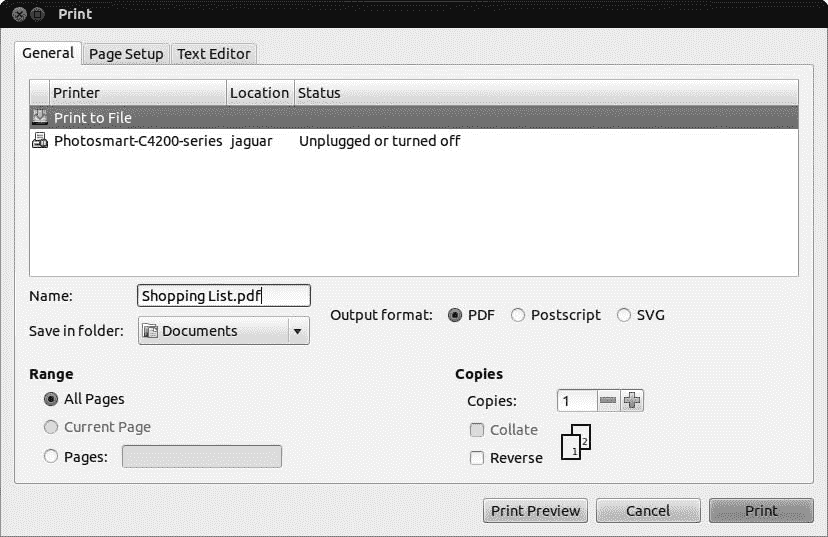 Print
General Page Setup Text Editor
Printer Location Status
Print to File
Photosmart-C4200-series jaguar Unplugged or turned off
Name: Shopping List.pdf
Output format: PDF Postscript SVG
Save in folder: Documents
Range
All Pages
Current Page
Pages:
Copies
Copies: 1
Collate
Reverse
1 2
Print Preview Cancel Print